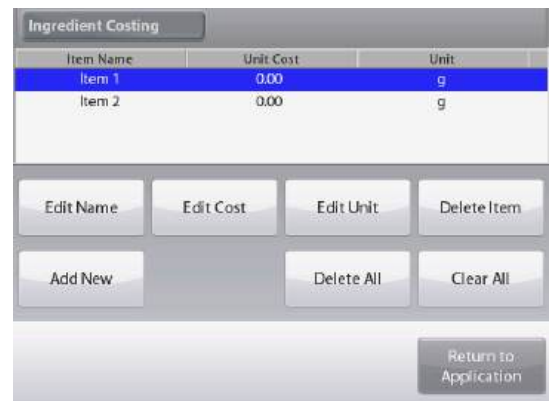 Ingredient Costing
Item Name Unit Cost Unit
Item 1 0.00 g
Item 2 0.00 g
Edit Name Edit Cost Edit Unit Delete Item
Add New Delete All Clear All
Return to
Application